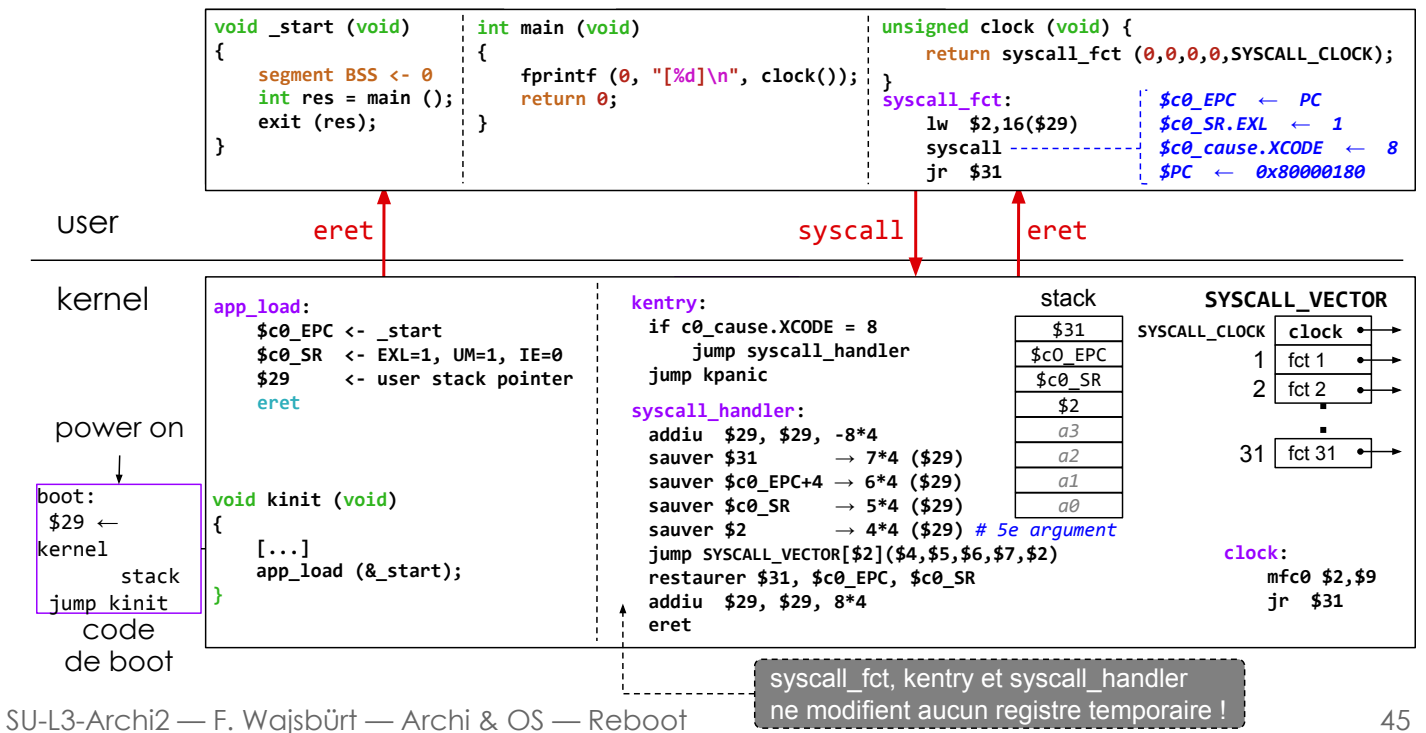 void _start (void)
{
segment BSS <- 0
int res = main ();
exit (res);
}
int main (void)
{
fprintf (0, "[%d]\n", clock());
return 0;
}
unsigned clock (void) {
return syscall_fct (0,0,0,0,SYSCALL_CLOCK);
}
syscall_fct:
lw $2,16($29)
syscall
jr $31
$c0_EPC ← PC
$c0_SR.EXL ← 1
$c0_cause.XCODE ← 8
$PC ← 0x80000180
user
eret
syscall
eret
kernel
app_load:
$c0_EPC <- _start
$c0_SR <- EXL=1, UM=1, IE=0
$29 <- user stack pointer
eret
power on
boot:
$29 ←
kernel
stack
jump kinit
code
de boot
void kinit (void)
{
[...]
app_load (&_start);
}
kentry:
if c0_cause.XCODE = 8
jump syscall_handler
jump kpanic
syscall_handler:
addiu $29, $29, -8*4
sauver $31 → 7*4 ($29)
sauver $c0_EPC+4 → 6*4 ($29)
sauver $c0_SR → 5*4 ($29)
sauver $2 → 4*4 ($29) # 5e argument
jump SYSCALL_VECTOR[$2]($4,$5,$6,$7,$2)
restaurer $31, $c0_EPC, $c0_SR
addiu $29, $29, 8*4
eret
stack
$31
$cO_EPC
$c0_SR
$2
a3
a2
a1
a0
SYSCALL_VECTOR
SYSCALL_CLOCK clock
1 fct 1
2 fct 2
31 fct 31
clock:
mfc0 $2,$9
jr $31
syscall_fct, kentry et syscall_handler
ne modifient aucun registre temporaire !
SU-L3-Archi2 — F. Wajsbürt — Archi & OS — Reboot
45